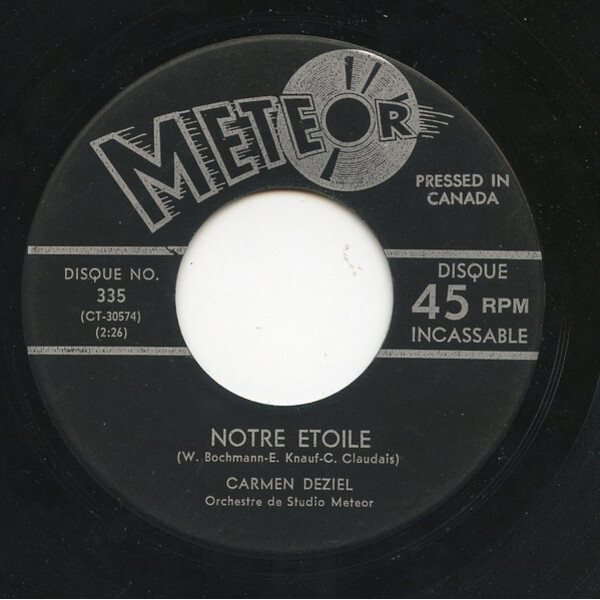 METEOR
PRESSED IN
CANADA
DISQUE NO.
335
(CT-30574)
(2:26)
DISQUE
45 RPM
INCASSABLE
NOTRE ETOILE
(W. Bochmann-E. Knauf-C. Claudais)
CARMEN DEZIEL
Orchestre de Studio Meteor